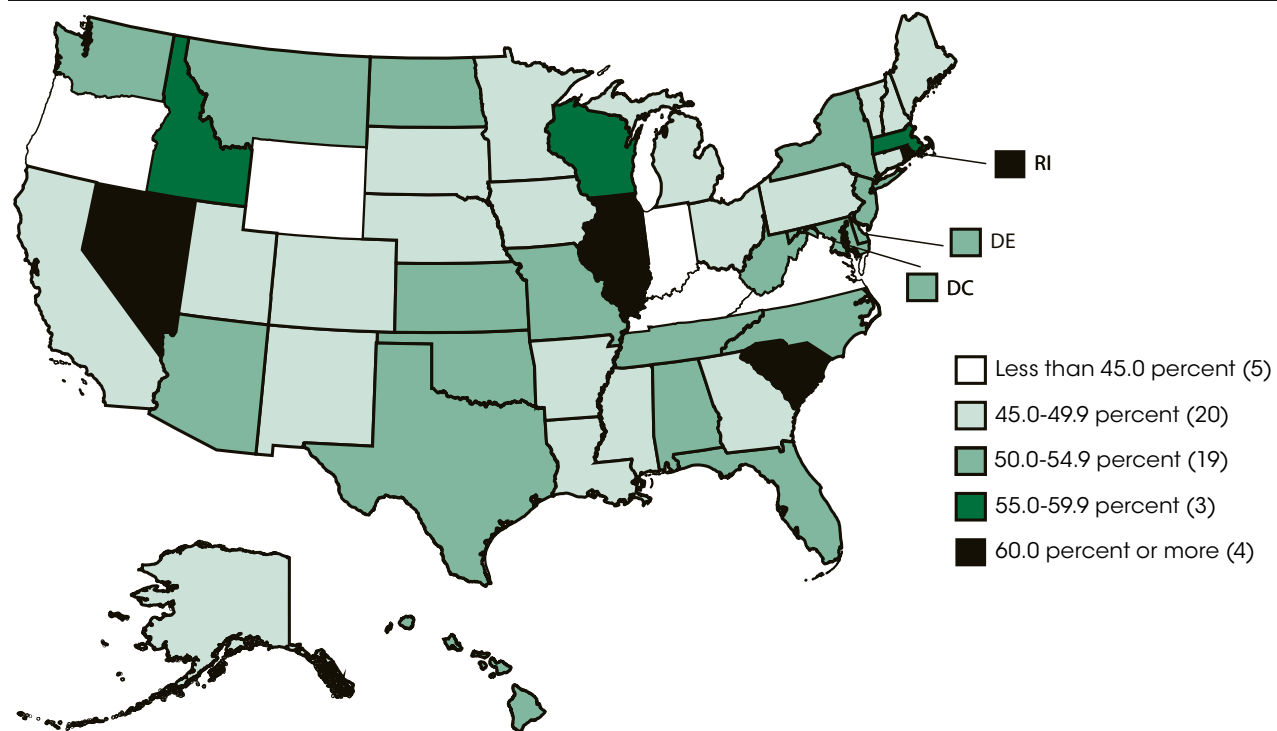 RI
DE
DC
Less than 45.0 percent (5)
45.0-49.9 percent (20)
50.0-54.9 percent (19)
55.0-59.9 percent (3)
60.0 percent or more (4)